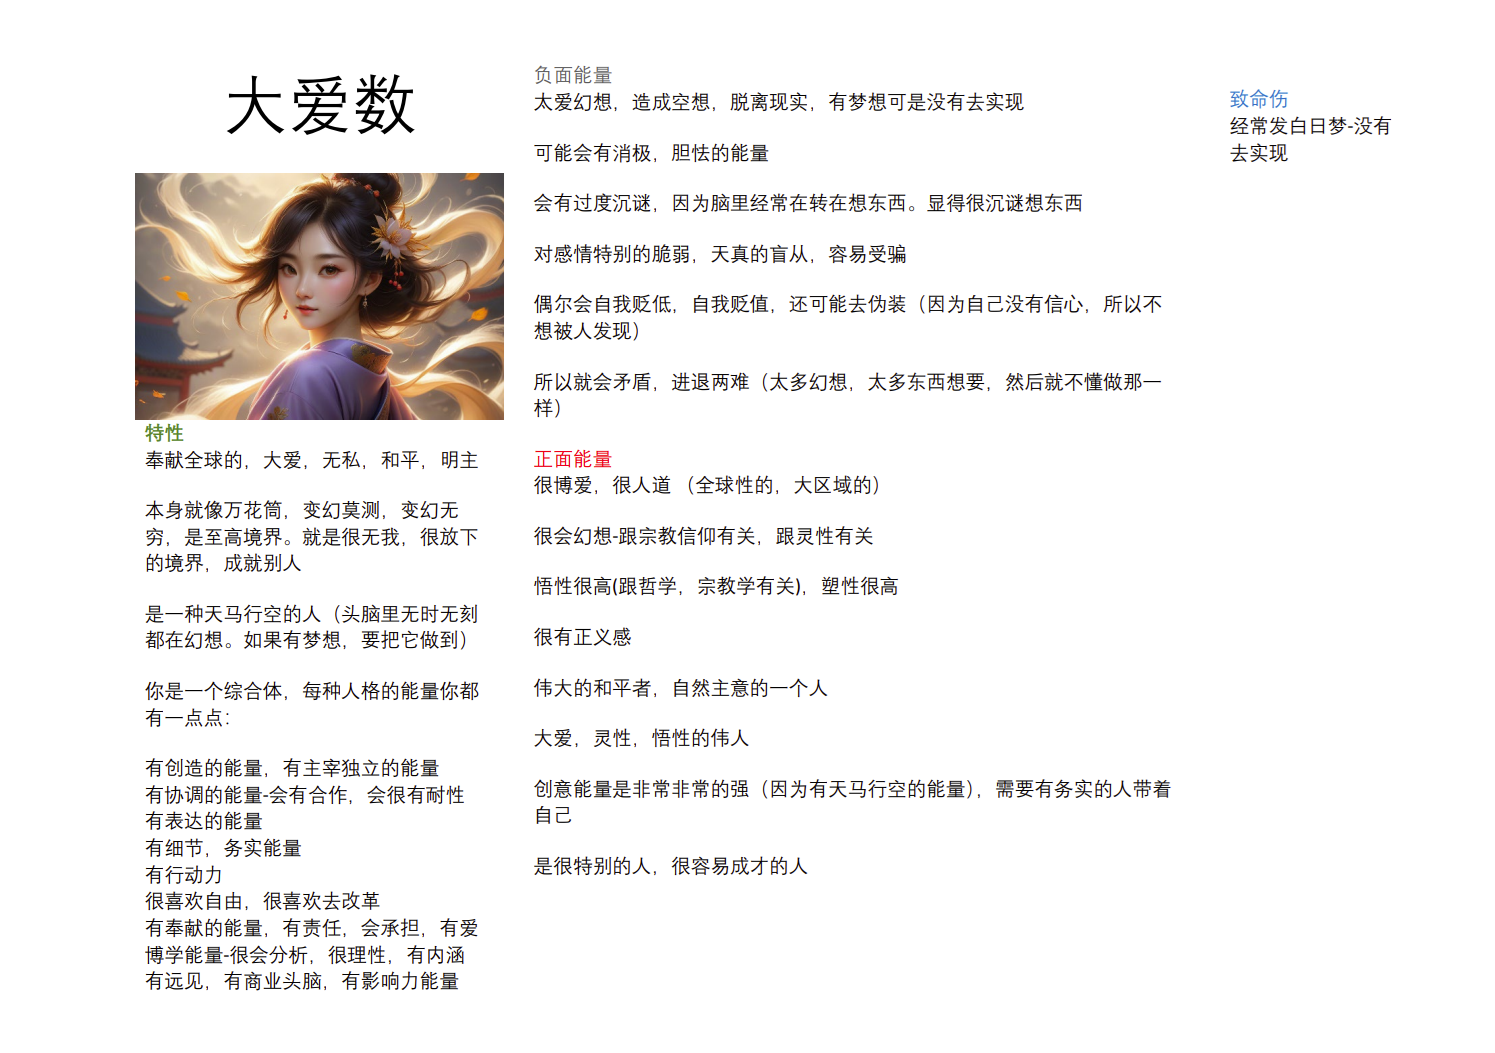 大爱数
特性
奉献全球的，大爱，无私，和平，明主
本身就像万花筒，变幻莫测，变幻无
穷，是至高境界。就是很无我，很放下
的境界，成就别人
是一种天马行空的人（头脑里无时无刻
都在幻想。如果有梦想，要把它做到）
你是一个综合体，每种人格的能量你都
有一点点：
有创造的能量，有主宰独立的能量
有协调的能量-会有合作，会很有耐性
有表达的能量
有细节，务实能量
有行动力
很喜欢自由，很喜欢去改革
有奉献的能量，有责任，会承担，有爱
博学能量-很会分析，很理性，有内涵
有远见，有商业头脑，有影响力能量
负面能量
太爱幻想，造成空想，脱离现实，有梦想可是没有去实现
可能会有消极，胆怯的能量
会有过度沉谜，因为脑里经常在转在想东西。显得很沉谜想东西
对感情特别的脆弱，天真的盲从，容易受骗
偶尔会自我贬低，自我贬值，还可能去伪装（因为自己没有信心，所以不
想被人发现）
所以就会矛盾，进退两难（太多幻想，太多东西想要，然后就不懂做那一
样）
正面能量
很博爱，很人道 （全球性的，大区域的）
很会幻想-跟宗教信仰有关，跟灵性有关
悟性很高(跟哲学，宗教学有关)，塑性很高
很有正义感
伟大的和平者，自然主意的一个人
大爱，灵性，悟性的伟人
创意能量是非常非常的强（因为有天马行空的能量），需要有务实的人带着
自己
是很特别的人，很容易成才的人
致命伤
经常发白日梦-没有
去实现